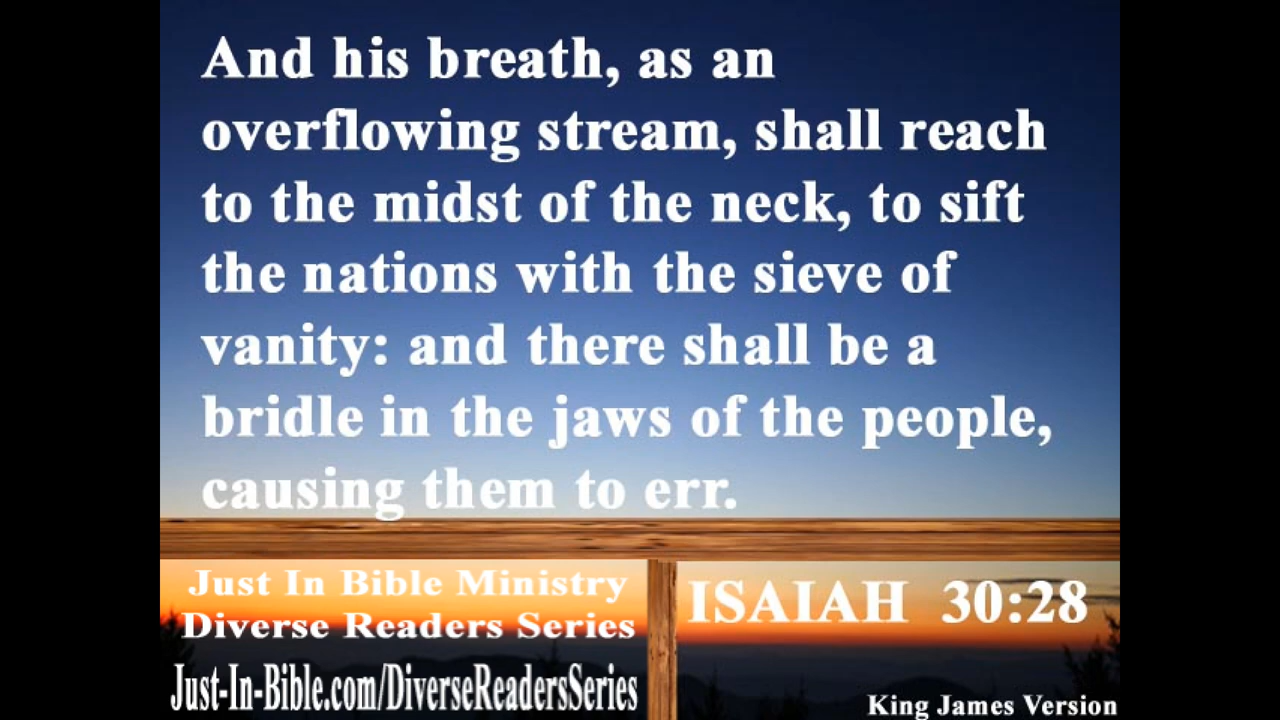 And his breath, as an
overflowing stream, shall reach
to the midst of the neck, to sift
the nations with the sieve of
vanity: and there shall be a
bridle in the jaws of the people,
causing them to err.
Just In Bible Ministry
Diverse Readers Series
Just-In-Bible.com/DiverseReadersSeries
ISAIAH 30:28
King James Version